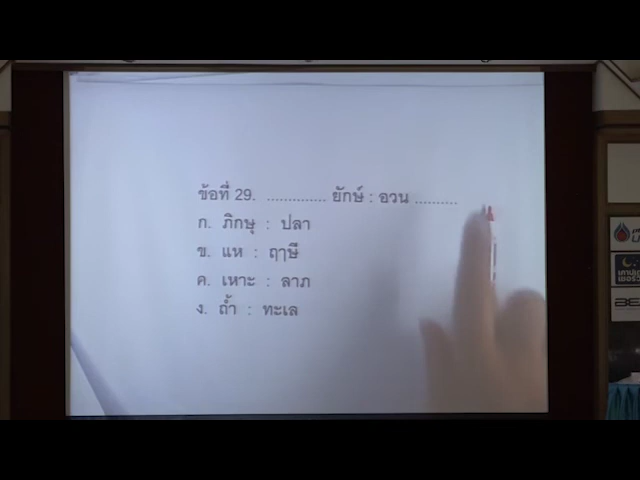 ข้อที่ 29. .............. ยักษ์ : อวน ..........
ก. ภิกษุ : ปลา
ข. แห : ฤๅษี
ค. เหาะ : ลาภ
ง. ถ้ำ : ทะเล